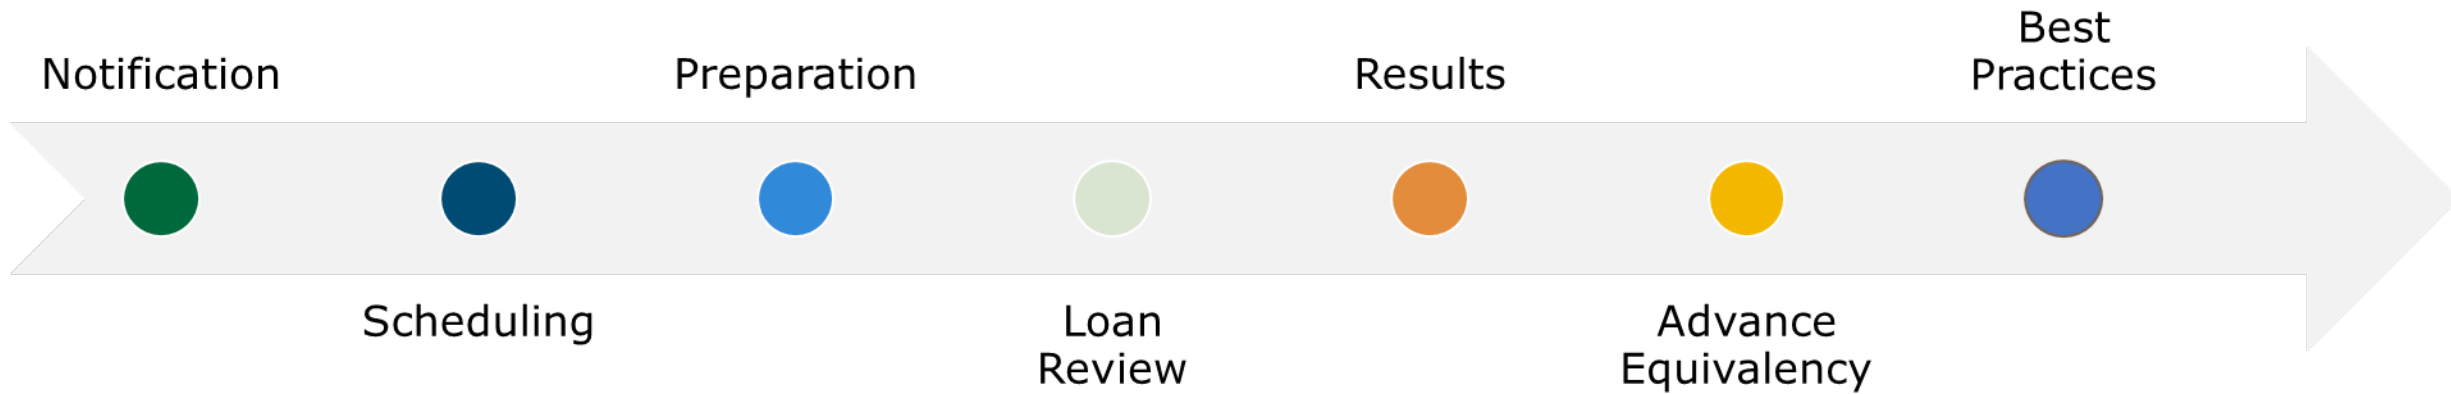 Notification
Scheduling
Preparation
Loan
Review
Results
Advance
Equivalency
Best
Practices